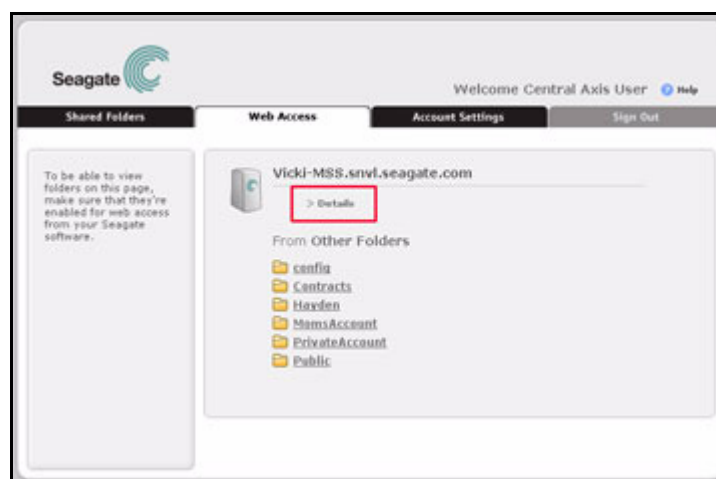 Seagate
Welcome Central Axis User ? Help
Shared Folders Web Access Account Settings Sign Out
To be able to view
folders on this page,
make sure that they're
enabled for web access
from your Seagate
software.
Vicki-MSS.snvl.seagate.com
> Details
From Other Folders
config
Contracts
Hayden
MomsAccount
PrivateAccount
Public